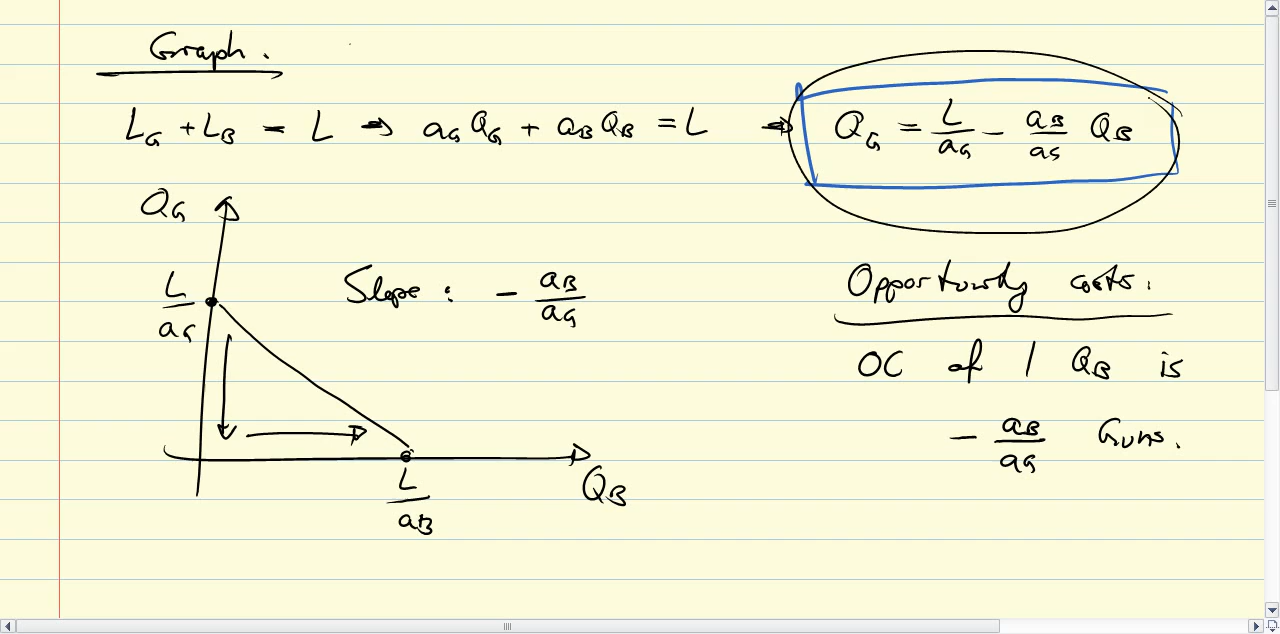 Graph.
L_G + L_B = L ⇒ a_G Q_G + a_B Q_B = L ⇒ Q_G = L/a_G - a_B/a_G Q_B
Q_G
L/a_G
Slope: - a_B/a_G
Opportunity costs.
OC of 1 Q_B is
- a_B/a_G Guns.
Q_B
L/a_B